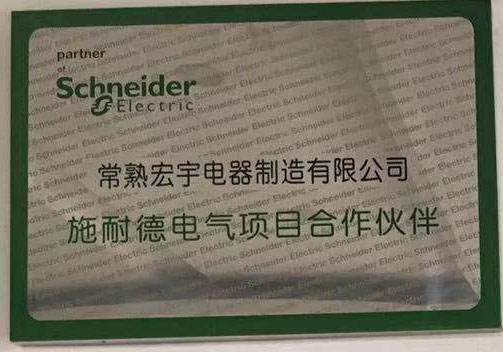 partner
of
Schneider
Electric
常熟宏宇电器制造有限公司
施耐德电气项目合作伙伴